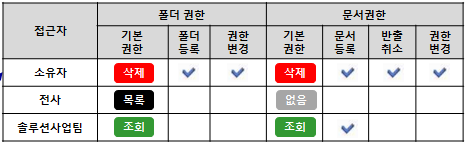 접근자 폴더 권한 문서권한
기본 권한 폴더 등록 권한 변경 기본 권한 문서 등록 반출 취소 권한 변경
소유자 삭제 삭제
전사 목록 없음
솔루션사업팀 조회 조회